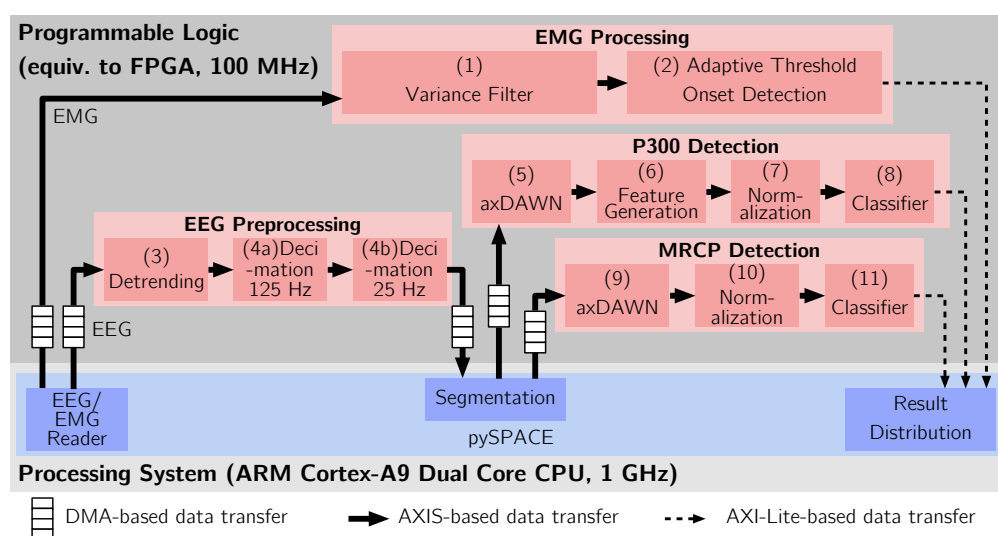 Programmable Logic
(equiv. to FPGA, 100 MHz)
EMG Processing
(1)
Variance Filter
(2) Adaptive Threshold
Onset Detection
EMG
P300 Detection
(5)
axDAWN
(6)
Feature
Generation
(7)
Norm-
alization
(8)
Classifier
EEG Preprocessing
(3)
Detrending
(4a)Deci
-mation
125 Hz
(4b)Deci
-mation
25 Hz
MRCP Detection
(9)
axDAWN
(10)
Norm-
alization
(11)
Classifier
EEG
EEG/
EMG
Reader
Segmentation
pySPACE
Result
Distribution
Processing System (ARM Cortex-A9 Dual Core CPU, 1 GHz)
DMA-based data transfer
AXIS-based data transfer
AXI-Lite-based data transfer